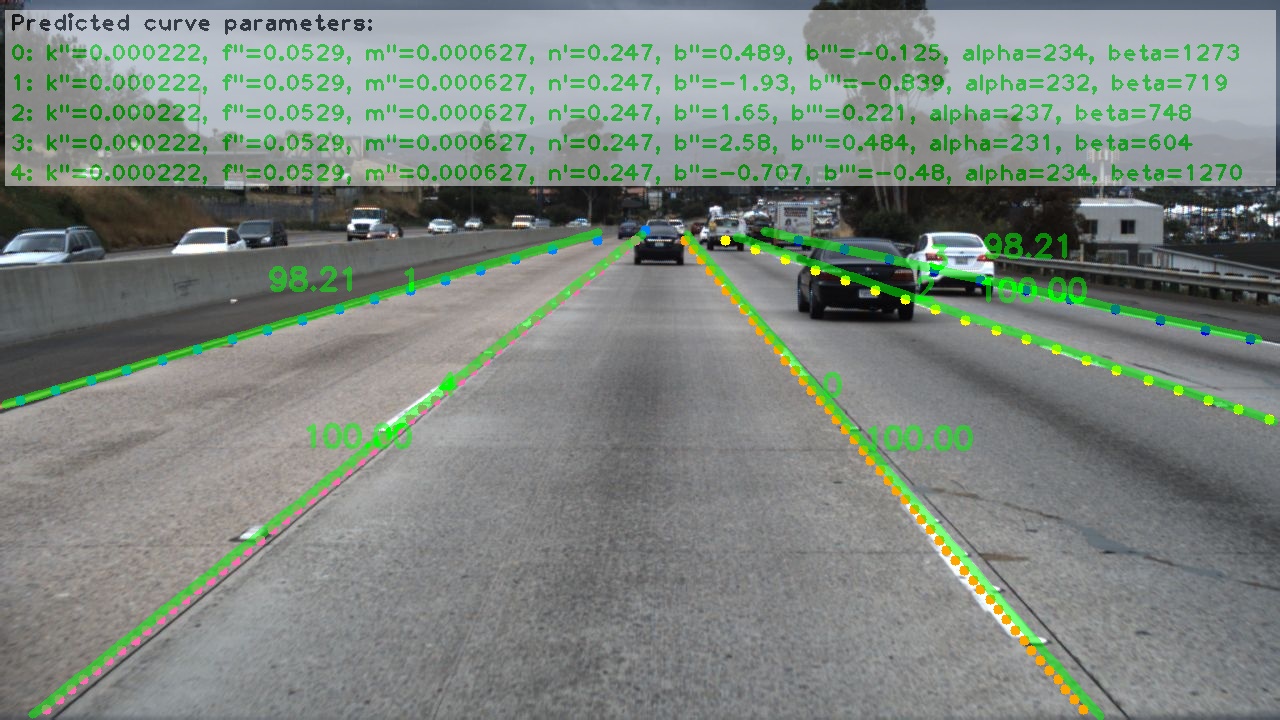 Predicted curve parameters:
0: k''=0.000222, f''=0.0529, m''=0.000627, n'=0.247, b''=0.489, b'''=-0.125, alpha=234, beta=1273
1: k''=0.000222, f''=0.0529, m''=0.000627, n'=0.247, b''=-1.93, b'''=-0.839, alpha=232, beta=719
2: k''=0.000222, f''=0.0529, m''=0.000627, n'=0.247, b''=1.65, b'''=0.221, alpha=237, beta=748
3: k''=0.000222, f''=0.0529, m''=0.000627, n'=0.247, b''=2.58, b'''=0.484, alpha=231, beta=604
4: k''=0.000222, f''=0.0529, m''=0.000627, n'=0.247, b''=-0.707, b'''=-0.48, alpha=234, beta=1270
3 98.21
98.21 1
2 100.00
4
0
100.00
100.00